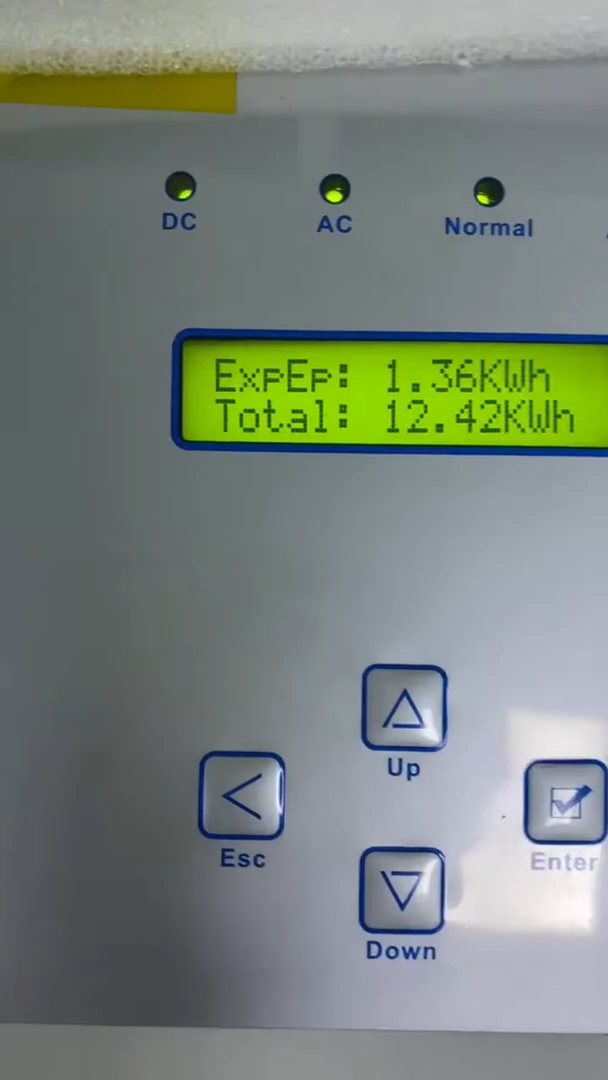 DC AC Normal
ExpEp: 1.36KWh
Total: 12.42KWh
Up
Esc
Enter
Down